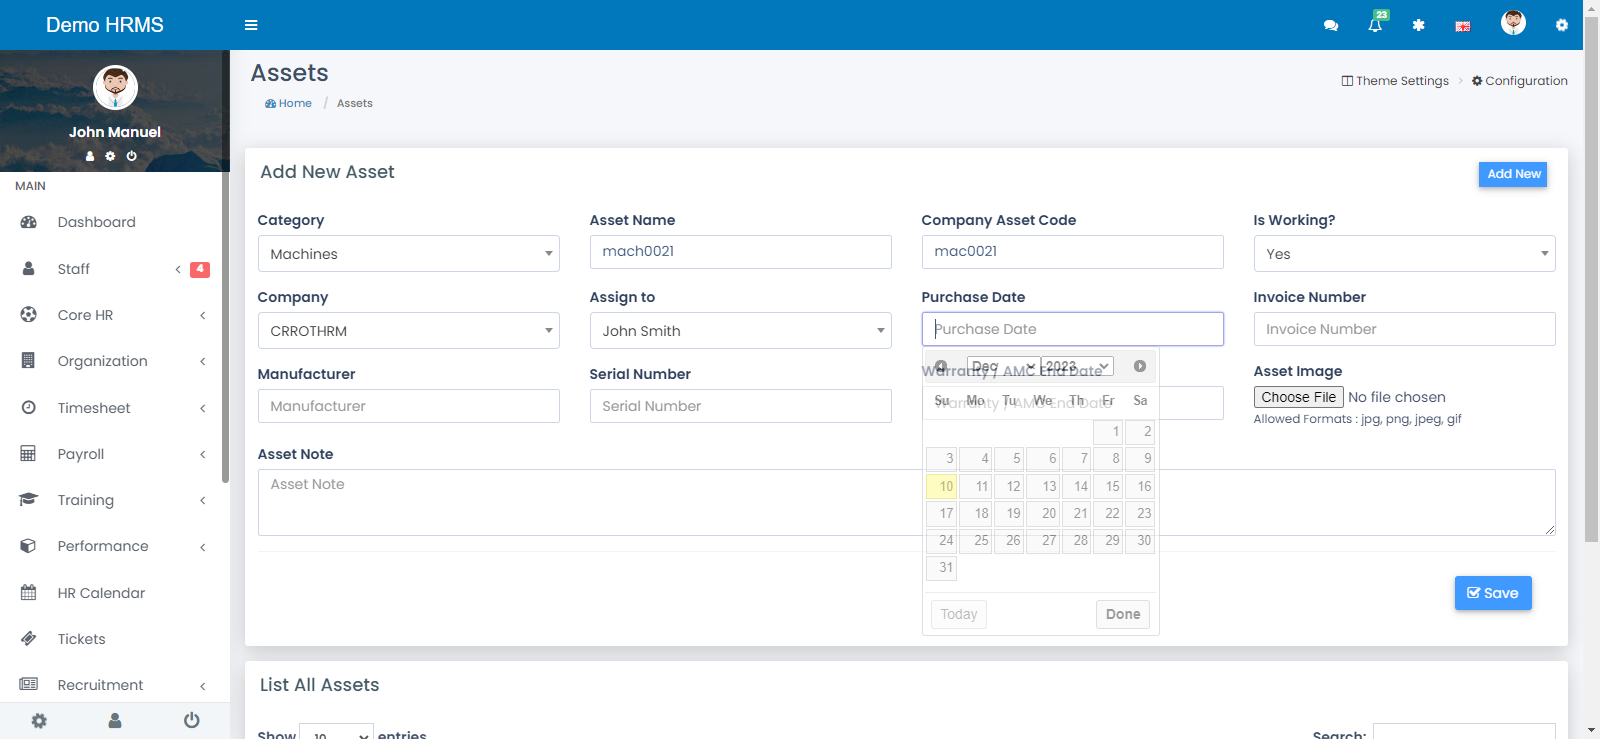 Demo HRMS
23
John Manuel
MAIN
Dashboard
Staff
4
Core HR
Organization
Timesheet
Payroll
Training
Performance
HR Calendar
Tickets
Recruitment
Assets
Home / Assets
Theme Settings > Configuration
Add New Asset
Add New
Category
Asset Name
Company Asset Code
Is Working?
Machines
mach0021
mac0021
Yes
Company
Assign to
Purchase Date
Invoice Number
CRROTHRM
John Smith
Purchase Date
Invoice Number
Manufacturer
Serial Number
Warranty / AMC End Date
Asset Image
Manufacturer
Serial Number
Warranty / AMC End Date
Choose File No file chosen
Allowed Formats : jpg, png, jpeg, gif
Dec 2023
Su Mo Tu We Th Fr Sa
1 2
3 4 5 6 7 8 9
10 11 12 13 14 15 16
17 18 19 20 21 22 23
24 25 26 27 28 29 30
31
Today Done
Asset Note
Asset Note
Save
List All Assets
Show 10 entries
Search: